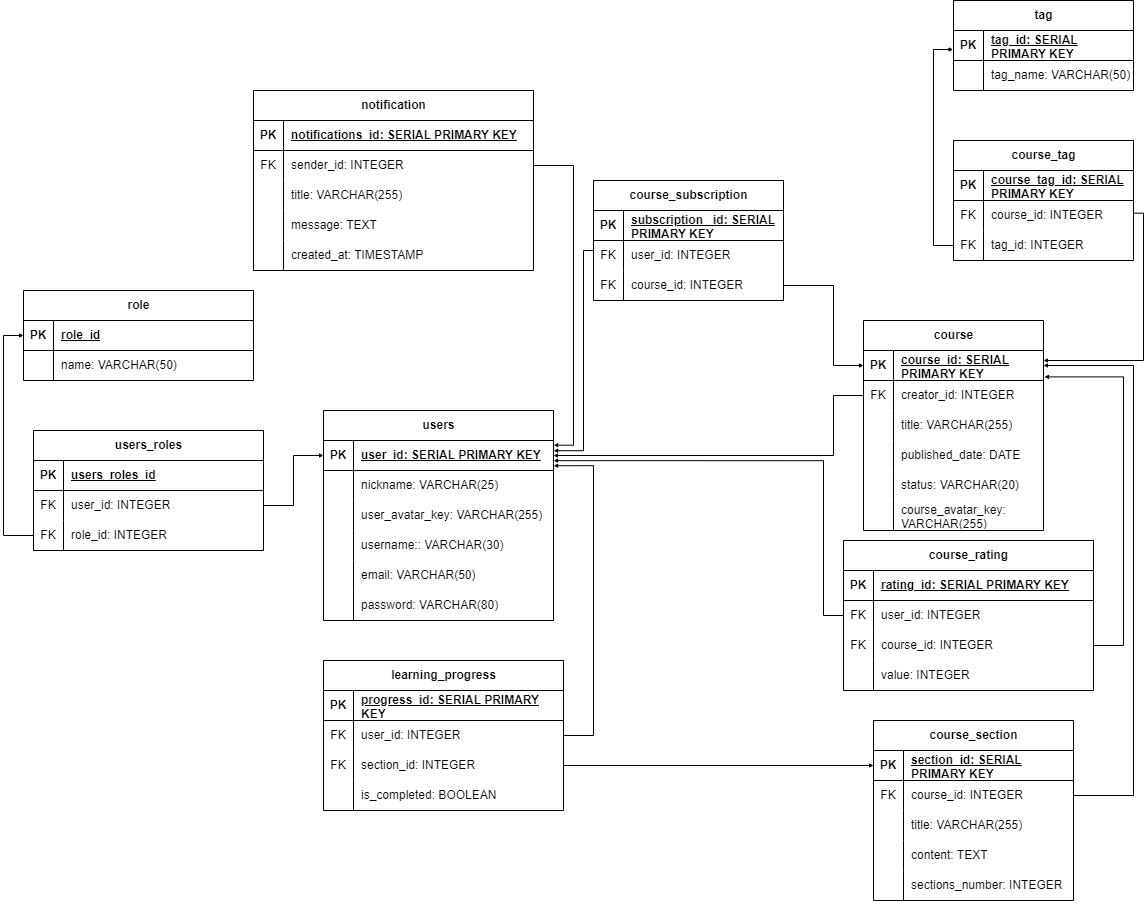 tag
PK
tag_id: SERIAL
PRIMARY KEY
tag_name: VARCHAR(50)
notification
PK
notifications_id: SERIAL PRIMARY KEY
FK
sender_id: INTEGER
title: VARCHAR(255)
message: TEXT
created_at: TIMESTAMP
course_tag
PK
course_tag_id: SERIAL
PRIMARY KEY
FK
course_id: INTEGER
FK
tag_id: INTEGER
course_subscription
PK
subscription_id: SERIAL
PRIMARY KEY
FK
user_id: INTEGER
FK
course_id: INTEGER
role
PK
role_id
name: VARCHAR(50)
course
PK
course_id: SERIAL
PRIMARY KEY
FK
creator_id: INTEGER
title: VARCHAR(255)
published_date: DATE
status: VARCHAR(20)
course_avatar_key:
VARCHAR(255)
users_roles
PK
users_roles_id
FK
user_id: INTEGER
FK
role_id: INTEGER
users
PK
user_id: SERIAL PRIMARY KEY
nickname: VARCHAR(25)
user_avatar_key: VARCHAR(255)
username:: VARCHAR(30)
email: VARCHAR(50)
password: VARCHAR(80)
course_rating
PK
rating_id: SERIAL PRIMARY KEY
FK
user_id: INTEGER
FK
course_id: INTEGER
value: INTEGER
learning_progress
PK
progress_id: SERIAL PRIMARY
KEY
FK
user_id: INTEGER
FK
section_id: INTEGER
is_completed: BOOLEAN
course_section
PK
section_id: SERIAL
PRIMARY KEY
FK
course_id: INTEGER
title: VARCHAR(255)
content: TEXT
sections_number: INTEGER